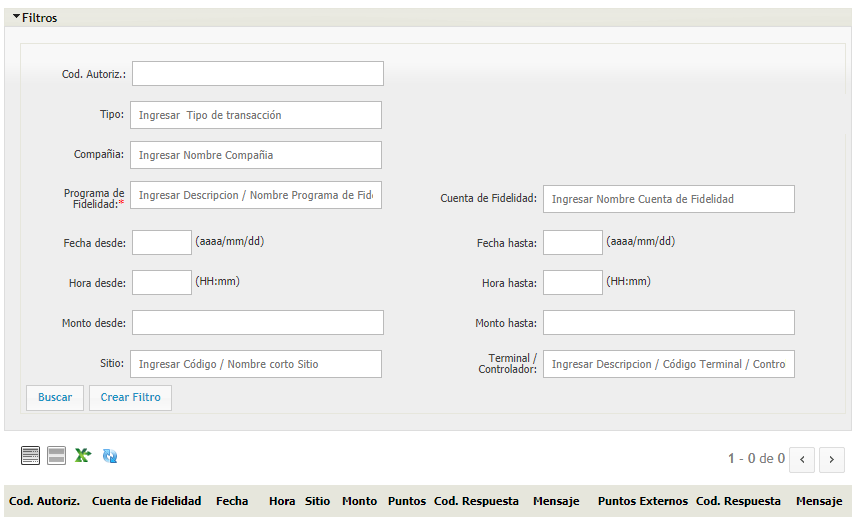 Filtros
Cod. Autoriz.:
Tipo: Ingresar  Tipo de transacción
Compañia: Ingresar Nombre Compañia
Programa de
Fidelidad:* Ingresar Descripcion / Nombre Programa de Fide
Cuenta de Fidelidad: Ingresar Nombre Cuenta de Fidelidad
Fecha desde: (aaaa/mm/dd) Fecha hasta: (aaaa/mm/dd)
Hora desde: (HH:mm) Hora hasta: (HH:mm)
Monto desde: Monto hasta:
Sitio: Ingresar Código / Nombre corto Sitio
Terminal /
Controlador: Ingresar Descripcion / Código Terminal / Contro
Buscar Crear Filtro
1 - 0 de 0 < >
Cod. Autoriz. Cuenta de Fidelidad Fecha Hora Sitio Monto Puntos Cod. Respuesta Mensaje Puntos Externos Cod. Respuesta Mensaje